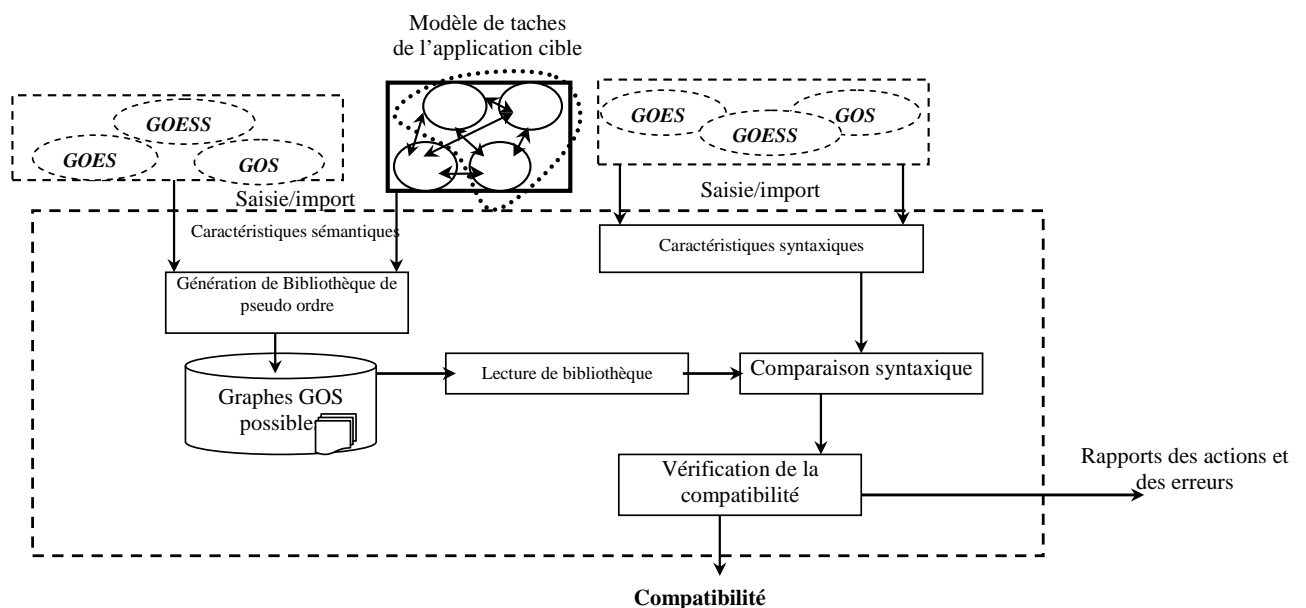 Modèle de taches
de l'application cible
GOESS
GOES
GOS
GOES
GOS
GOESS
Saisie/import
Saisie/import
Caractéristiques sémantiques
Caractéristiques syntaxiques
Génération de Bibliothèque de
pseudo ordre
Graphes GOS
possibles
Lecture de bibliothèque
Comparaison syntaxique
Vérification de la
compatibilité
Rapports des actions et
des erreurs
Compatibilité